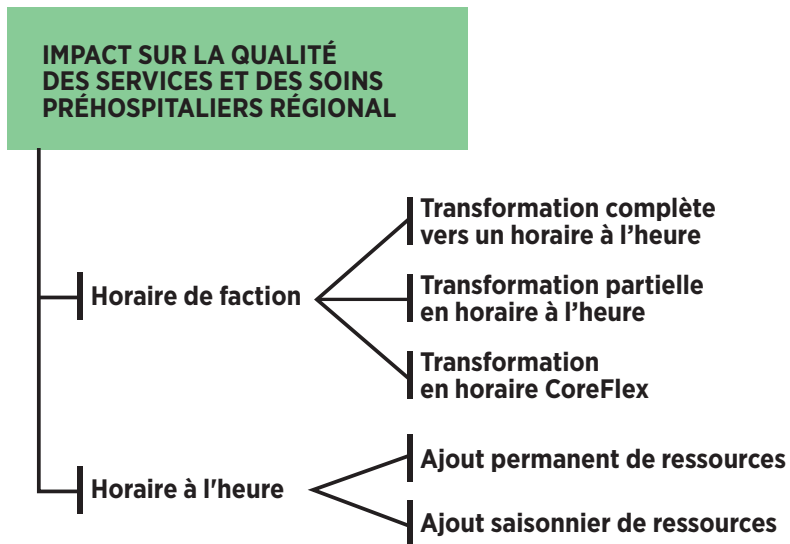 IMPACT SUR LA QUALITÉ
DES SERVICES ET DES SOINS
PRÉHOSPITALIERS RÉGIONAL
Horaire de faction
Transformation complète
vers un horaire à l’heure
Transformation partielle
en horaire à l’heure
Transformation
en horaire CoreFlex
Horaire à l'heure
Ajout permanent de ressources
Ajout saisonnier de ressources